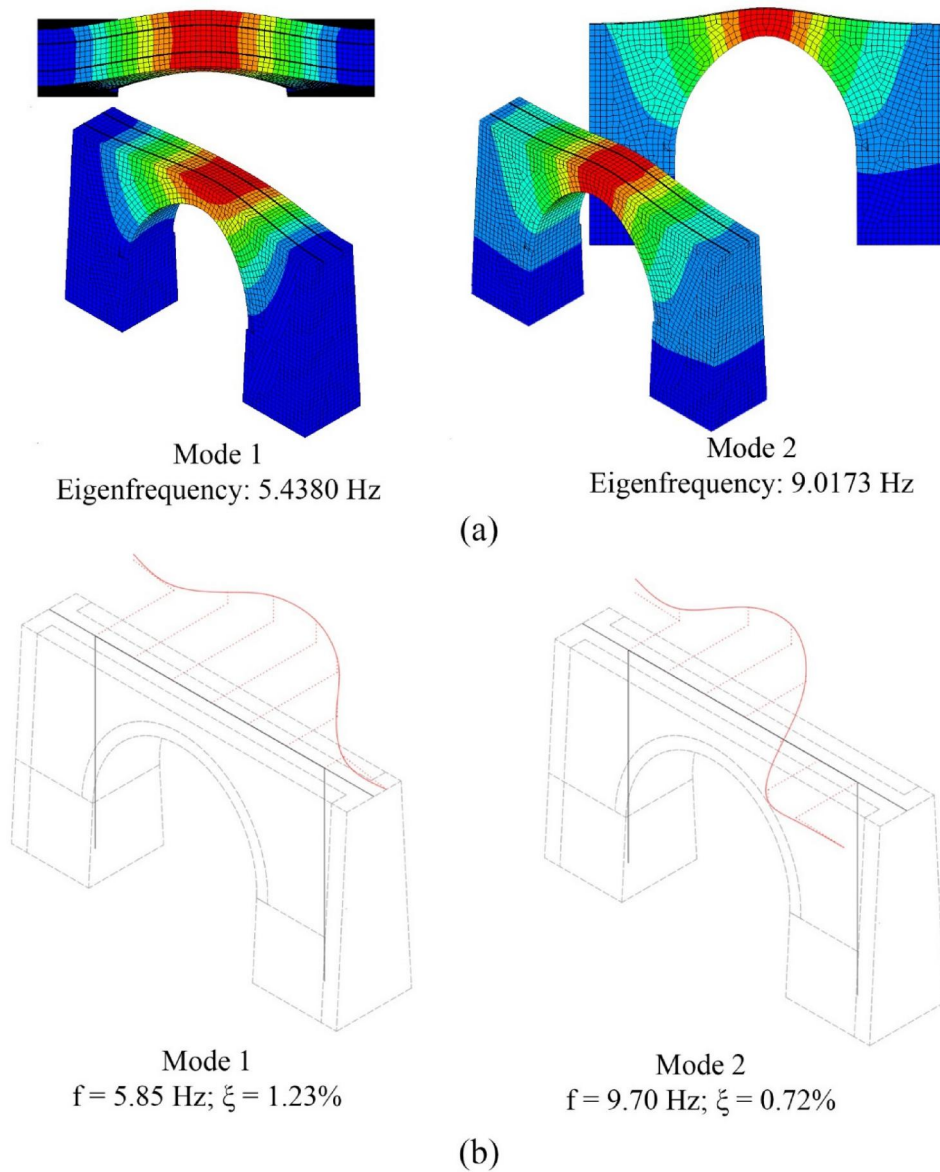 Mode 1
Eigenfrequency: 5.4380 Hz
Mode 2
Eigenfrequency: 9.0173 Hz
(a)
Mode 1
f = 5.85 Hz; ξ = 1.23%
Mode 2
f = 9.70 Hz; ξ = 0.72%
(b)